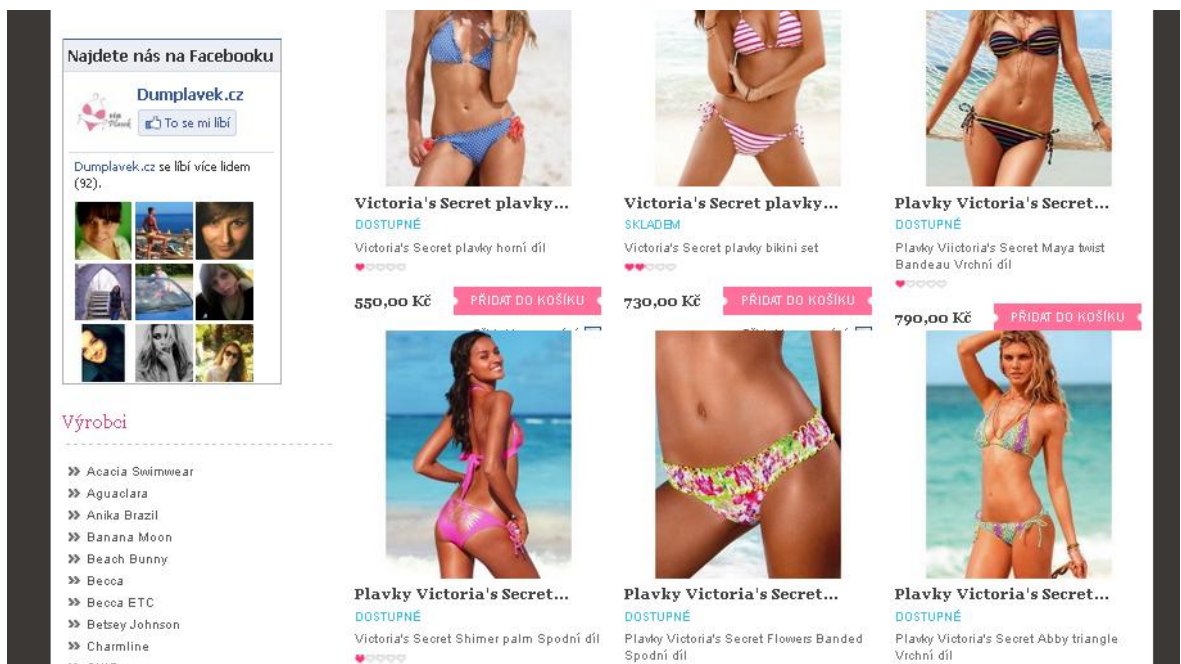 Najdete nás na Facebooku
Dumplavek.cz
To se mi líbí
Dumplavek.cz se líbí více lidem
(92).
Výrobci
Acacia Swimwear
Aguaclara
Anika Brazil
Banana Moon
Beach Bunny
Becca
Becca ETC
Betsey Johnson
Charmline
Victoria's Secret plavky...
DOSTUPNÉ
Victoria's Secret plavky horní díl
550,00 Kč
PŘIDAT DO KOŠÍKU
Victoria's Secret plavky...
SKLADEM
Victoria's Secret plavky bikini set
730,00 Kč
PŘIDAT DO KOŠÍKU
Plavky Victoria's Secret...
DOSTUPNÉ
Plavky Viictoria's Secret Maya twist
Bandeau Vrchní díl
790,00 Kč
PŘIDAT DO KOŠÍKU
Plavky Victoria's Secret...
DOSTUPNÉ
Victoria's Secret Shimer palm Spodní díl
Plavky Victoria's Secret...
DOSTUPNÉ
Plavky Victoria's Secret Flowers Banded
Spodní díl
Plavky Victoria's Secret...
DOSTUPNÉ
Plavky Victoria's Secret Abby triangle
Vrchní díl